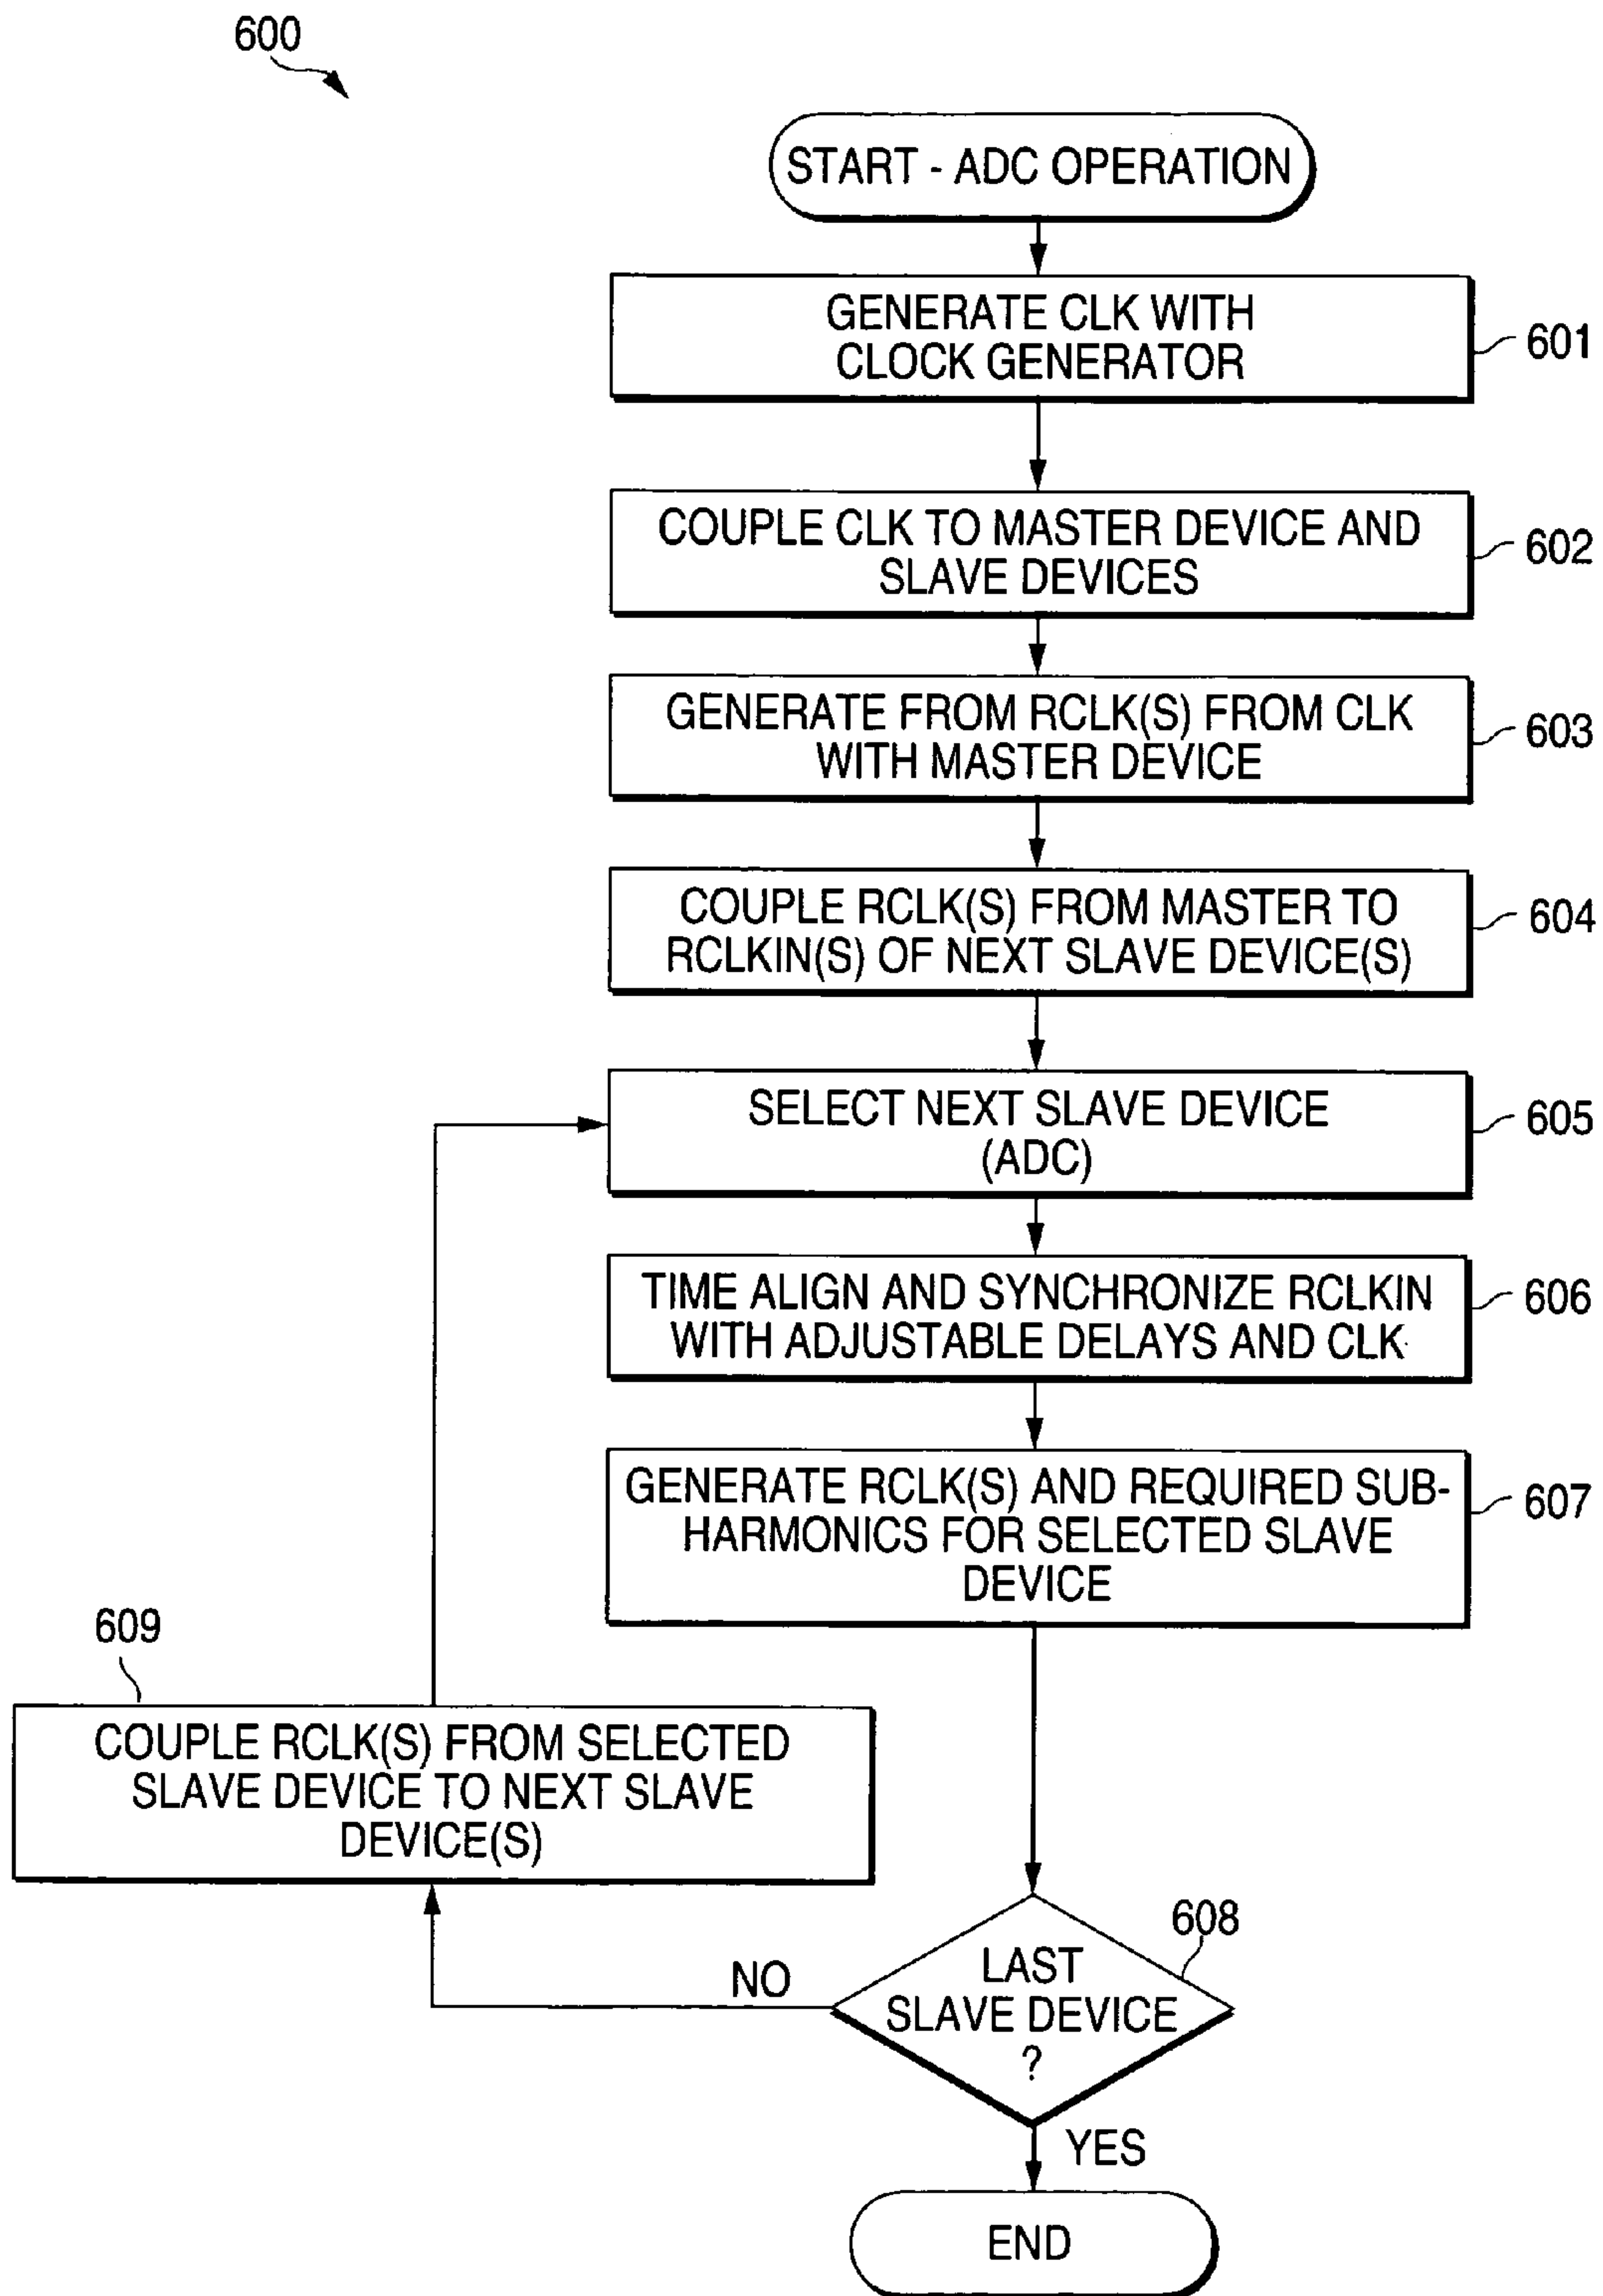 600
START - ADC OPERATION
GENERATE CLK WITH
CLOCK GENERATOR
601
COUPLE CLK TO MASTER DEVICE AND
SLAVE DEVICES
602
GENERATE FROM RCLK(S) FROM CLK
WITH MASTER DEVICE
603
COUPLE RCLK(S) FROM MASTER TO
RCLKIN(S) OF NEXT SLAVE DEVICE(S)
604
SELECT NEXT SLAVE DEVICE
(ADC)
605
TIME ALIGN AND SYNCHRONIZE RCLKIN
WITH ADJUSTABLE DELAYS AND CLK
606
GENERATE RCLK(S) AND REQUIRED SUB-
HARMONICS FOR SELECTED SLAVE
DEVICE
607
609
COUPLE RCLK(S) FROM SELECTED
SLAVE DEVICE TO NEXT SLAVE
DEVICE(S)
608
LAST
SLAVE DEVICE
?
NO
YES
END